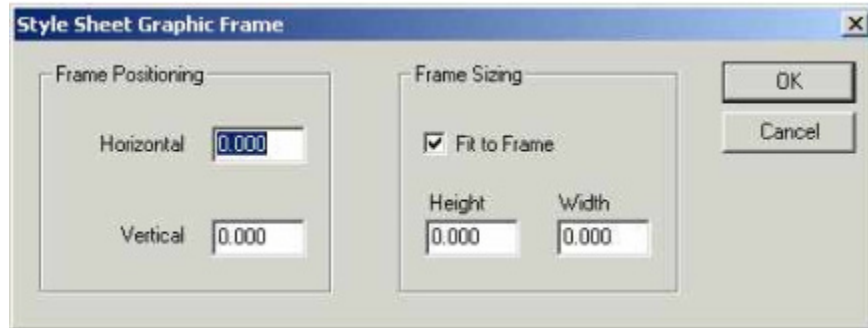 Style Sheet Graphic Frame
Frame Positioning
Horizontal 0.000
Vertical 0.000
Frame Sizing
Fit to Frame
Height Width
0.000 0.000
OK
Cancel